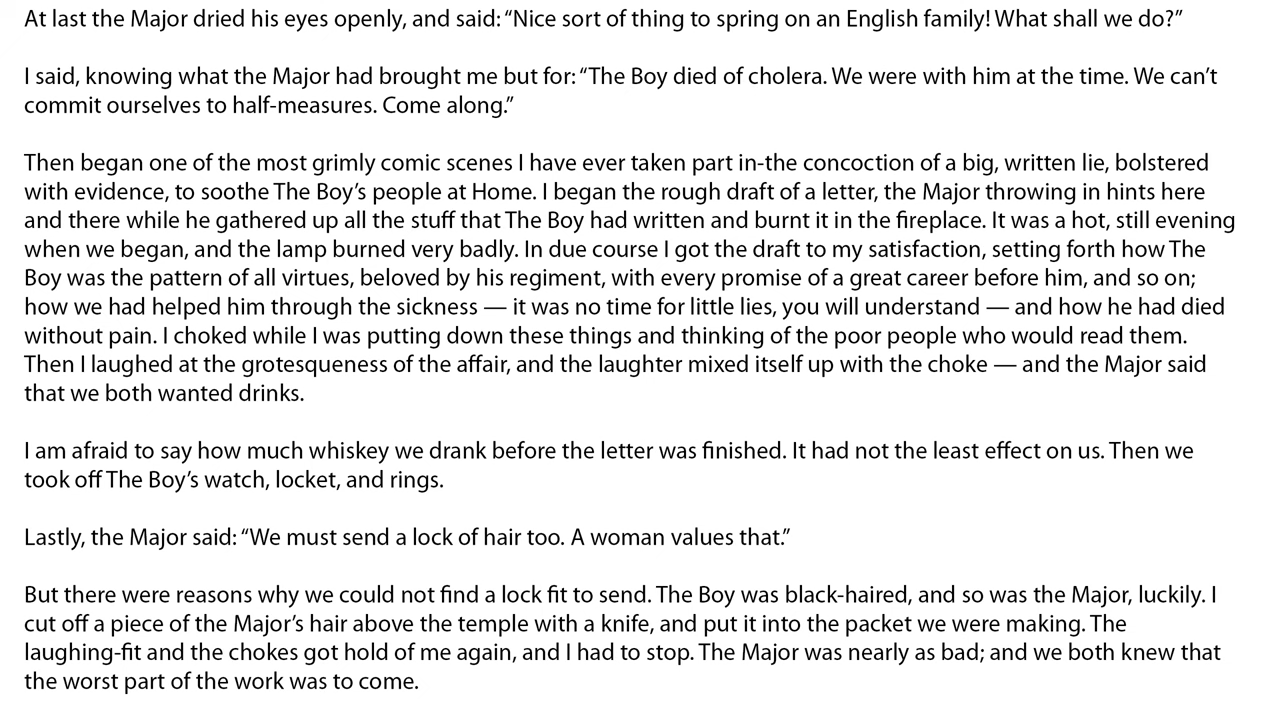 At last the Major dried his eyes openly, and said: “Nice sort of thing to spring on an English family! What shall we do?”
I said, knowing what the Major had brought me but for: “The Boy died of cholera. We were with him at the time. We can’t
commit ourselves to half-measures. Come along.”
Then began one of the most grimly comic scenes I have ever taken part in-the concoction of a big, written lie, bolstered
with evidence, to soothe The Boy’s people at Home. I began the rough draft of a letter, the Major throwing in hints here
and there while he gathered up all the stuff that The Boy had written and burnt it in the fireplace. It was a hot, still evening
when we began, and the lamp burned very badly. In due course I got the draft to my satisfaction, setting forth how The
Boy was the pattern of all virtues, beloved by his regiment, with every promise of a great career before him, and so on;
how we had helped him through the sickness — it was no time for little lies, you will understand — and how he had died
without pain. I choked while I was putting down these things and thinking of the poor people who would read them.
Then I laughed at the grotesqueness of the affair, and the laughter mixed itself up with the choke — and the Major said
that we both wanted drinks.
I am afraid to say how much whiskey we drank before the letter was finished. It had not the least effect on us. Then we
took off The Boy’s watch, locket, and rings.
Lastly, the Major said: “We must send a lock of hair too. A woman values that.”
But there were reasons why we could not find a lock fit to send. The Boy was black-haired, and so was the Major, luckily. I
cut off a piece of the Major’s hair above the temple with a knife, and put it into the packet we were making. The
laughing-fit and the chokes got hold of me again, and I had to stop. The Major was nearly as bad; and we both knew that
the worst part of the work was to come.